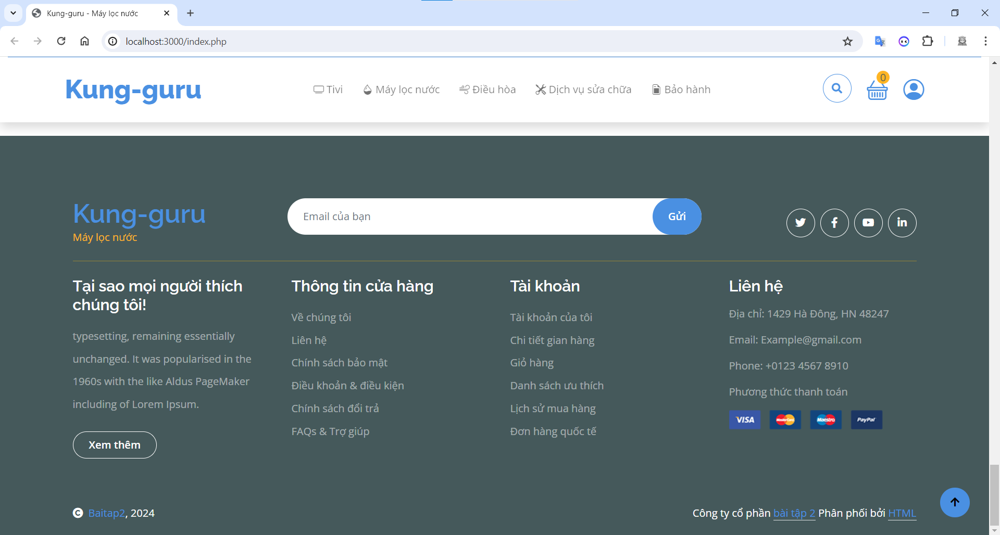 Kung-guru - Máy lọc nước
localhost:3000/index.php
Kung-guru
Tivi
Máy lọc nước
Điều hòa
Dịch vụ sửa chữa
Bảo hành
0
Kung-guru
Máy lọc nước
Email của bạn
Gửi
Tại sao mọi người thích
chúng tôi!
typesetting, remaining essentially
unchanged. It was popularised in the
1960s with the like Aldus PageMaker
including of Lorem Ipsum.
Xem thêm
Thông tin cửa hàng
Về chúng tôi
Liên hệ
Chính sách bảo mật
Điều khoản & điều kiện
Chính sách đổi trả
FAQs & Trợ giúp
Tài khoản
Tài khoản của tôi
Chi tiết gian hàng
Giỏ hàng
Danh sách ưu thích
Lịch sử mua hàng
Đơn hàng quốc tế
Liên hệ
Địa chỉ: 1429 Hà Đông, HN 48247
Email: Example@gmail.com
Phone: +0123 4567 8910
Phương thức thanh toán
VISA
MasterCard
Maestro
PayPal
Baitap2, 2024
Công ty cổ phần bài tập 2 Phân phối bởi HTML